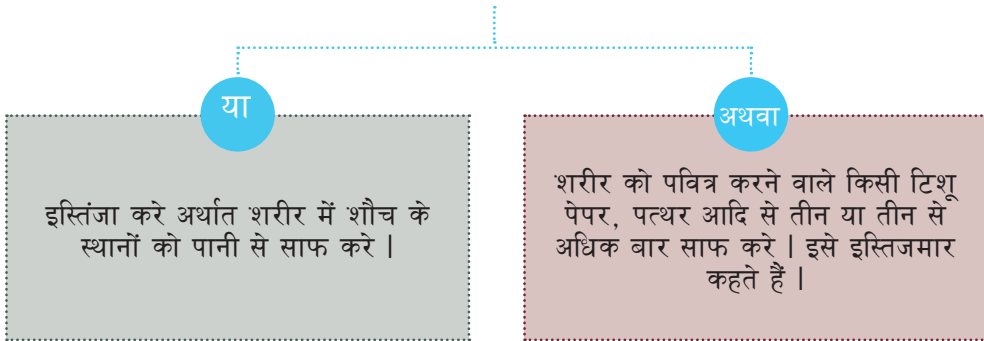 या
इस्तिंजा करे अर्थात शरीर में शौच के
स्थानों को पानी से साफ करे |
अथवा
शरीर को पवित्र करने वाले किसी टिशू
पेपर, पत्थर आदि से तीन या तीन से
अधिक बार साफ करे | इसे इस्तिजमार
कहते हैं |